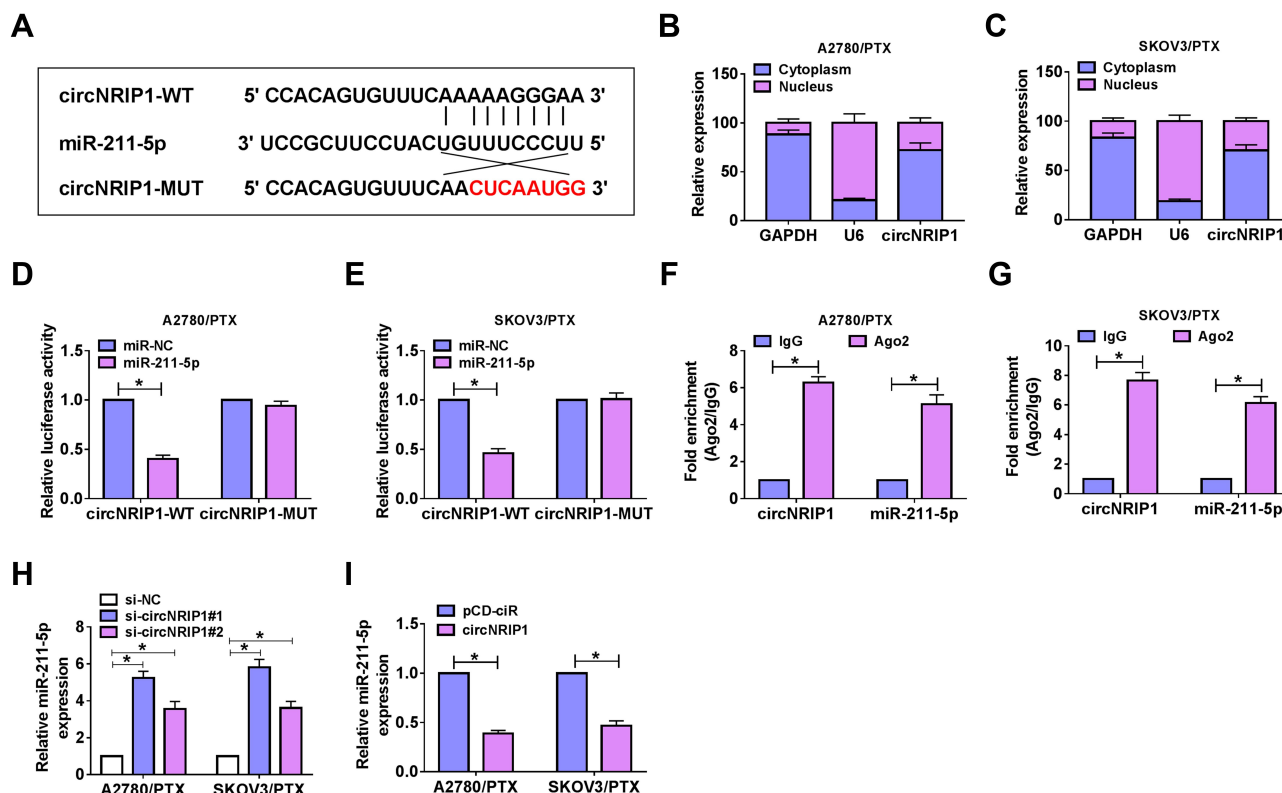 A
circNRIP1-WT 5' CCACAGUGUUUCAAAAAGGGAA 3'
miR-211-5p 3' UCCGCUUCCUACUGUUUCCCUU 5'
circNRIP1-MUT 5' CCACAGUGUUUCAACUCAAUGG 3'
B
A2780/PTX
Cytoplasm
Nucleus
Relative expression
150
100
50
0
GAPDH U6 circNRIP1
C
SKOV3/PTX
Cytoplasm
Nucleus
Relative expression
150
100
50
0
GAPDH U6 circNRIP1
D
A2780/PTX
miR-NC
miR-211-5p
Relative luciferase activity
1.5
1.0
0.5
0.0
*
circNRIP1-WT circNRIP1-MUT
E
SKOV3/PTX
miR-NC
miR-211-5p
Relative luciferase activity
1.5
1.0
0.5
0.0
*
circNRIP1-WT circNRIP1-MUT
F
A2780/PTX
IgG Ago2
Fold enrichment
(Ago2/IgG)
8
6
4
2
0
* *
circNRIP1 miR-211-5p
G
SKOV3/PTX
IgG Ago2
Fold enrichment
(Ago2/IgG)
10
8
6
4
2
0
* *
circNRIP1 miR-211-5p
H
si-NC
si-circNRIP1#1
si-circNRIP1#2
Relative miR-211-5p
expression
8
6
4
2
0
* * * *
A2780/PTX SKOV3/PTX
I
pCD-ciR
circNRIP1
Relative miR-211-5p
expression
1.5
1.0
0.5
0.0
* *
A2780/PTX SKOV3/PTX